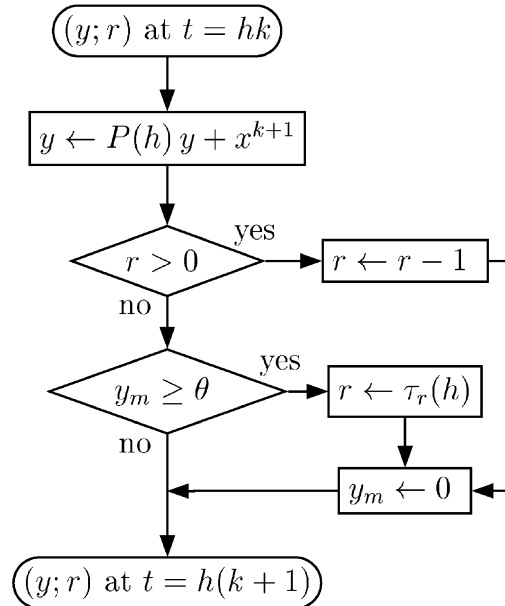 (y; r) at t = hk
y ← P(h) y + x^{k+1}
yes
r > 0
r ← r − 1
no
yes
y_m ≥ θ
r ← τ_r(h)
no
y_m ← 0
(y; r) at t = h(k + 1)